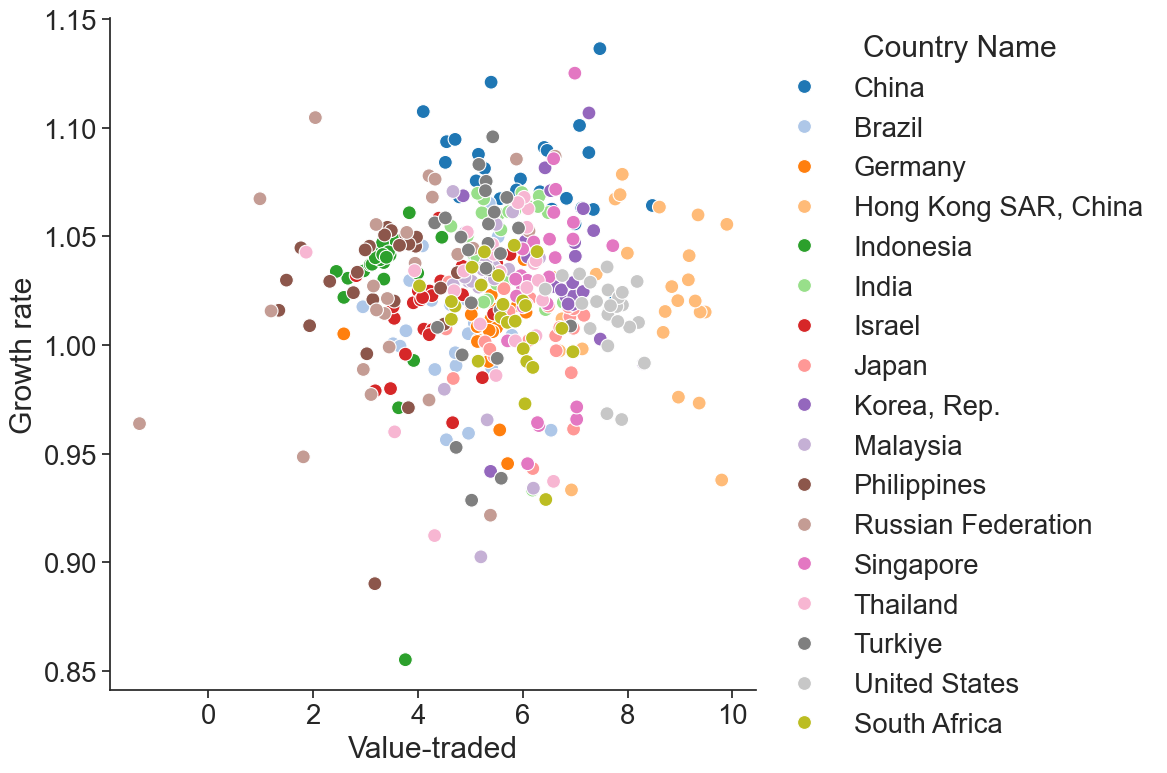 1.15
1.10
1.05
1.00
0.95
0.90
0.85
Growth rate
0
2
4
6
8
10
Value-traded
Country Name
China
Brazil
Germany
Hong Kong SAR, China
Indonesia
India
Israel
Japan
Korea, Rep.
Malaysia
Philippines
Russian Federation
Singapore
Thailand
Turkiye
United States
South Africa